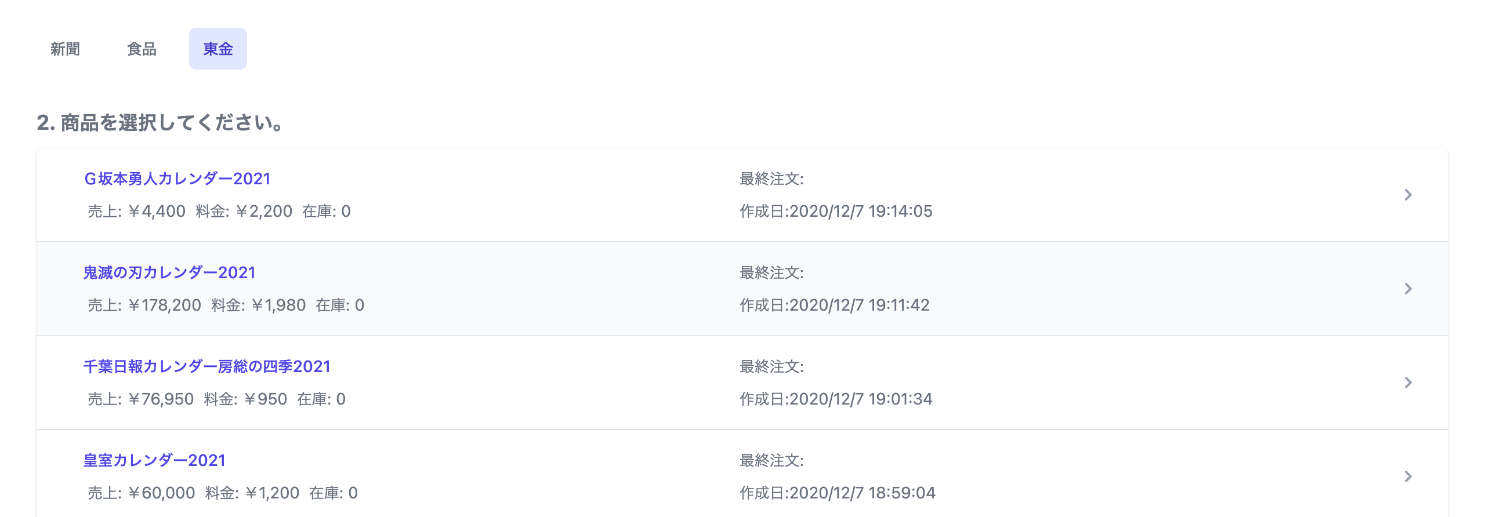 新聞 食品 東金
2. 商品を選択してください。
Ｇ坂本勇人カレンダー2021 最終注文:
売上: ￥4,400 料金: ￥2,200 在庫: 0 作成日:2020/12/7 19:14:05
鬼滅の刃カレンダー2021 最終注文:
売上: ￥178,200 料金: ￥1,980 在庫: 0 作成日:2020/12/7 19:11:42
千葉日報カレンダー房総の四季2021 最終注文:
売上: ￥76,950 料金: ￥950 在庫: 0 作成日:2020/12/7 19:01:34
皇室カレンダー2021 最終注文:
売上: ￥60,000 料金: ￥1,200 在庫: 0 作成日:2020/12/7 18:59:04